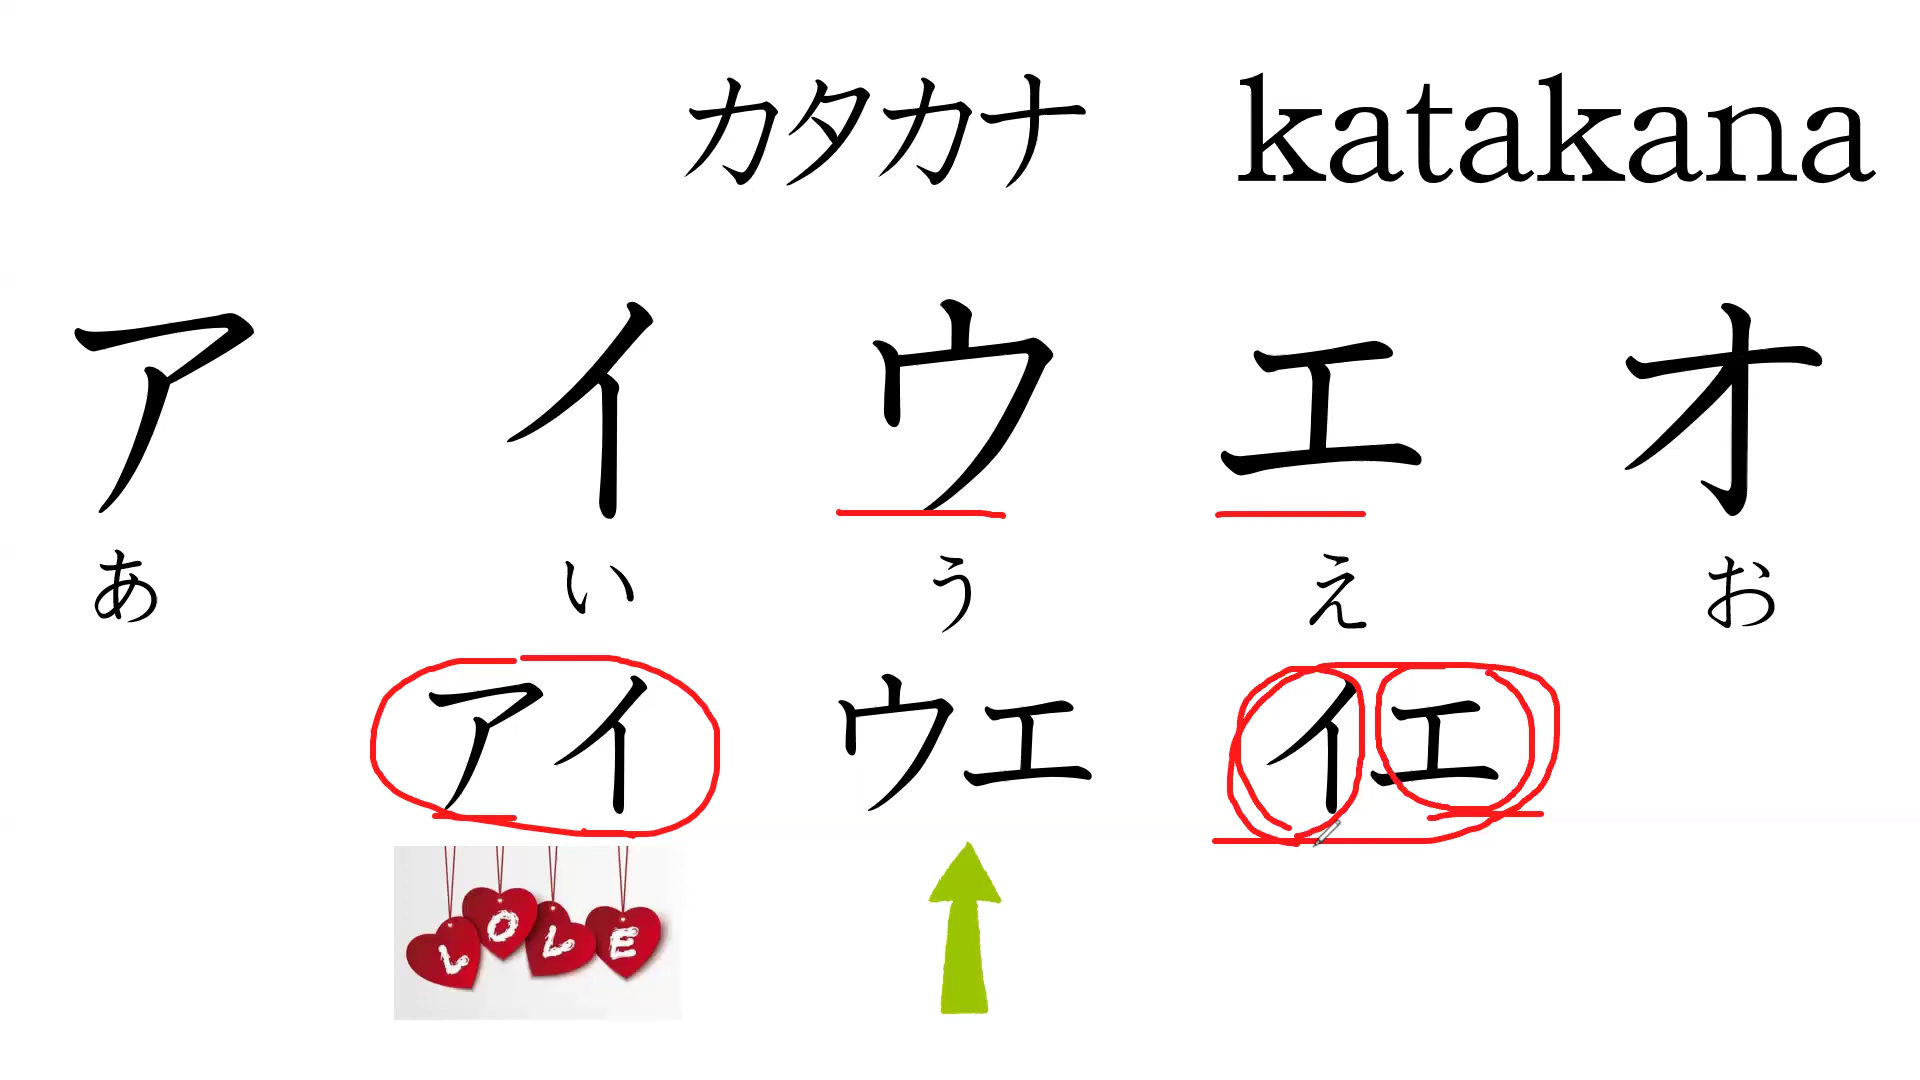 カタカナ katakana
ア イ ウ エ オ
あ い う え お
アイ ウエ イエ
LOLE